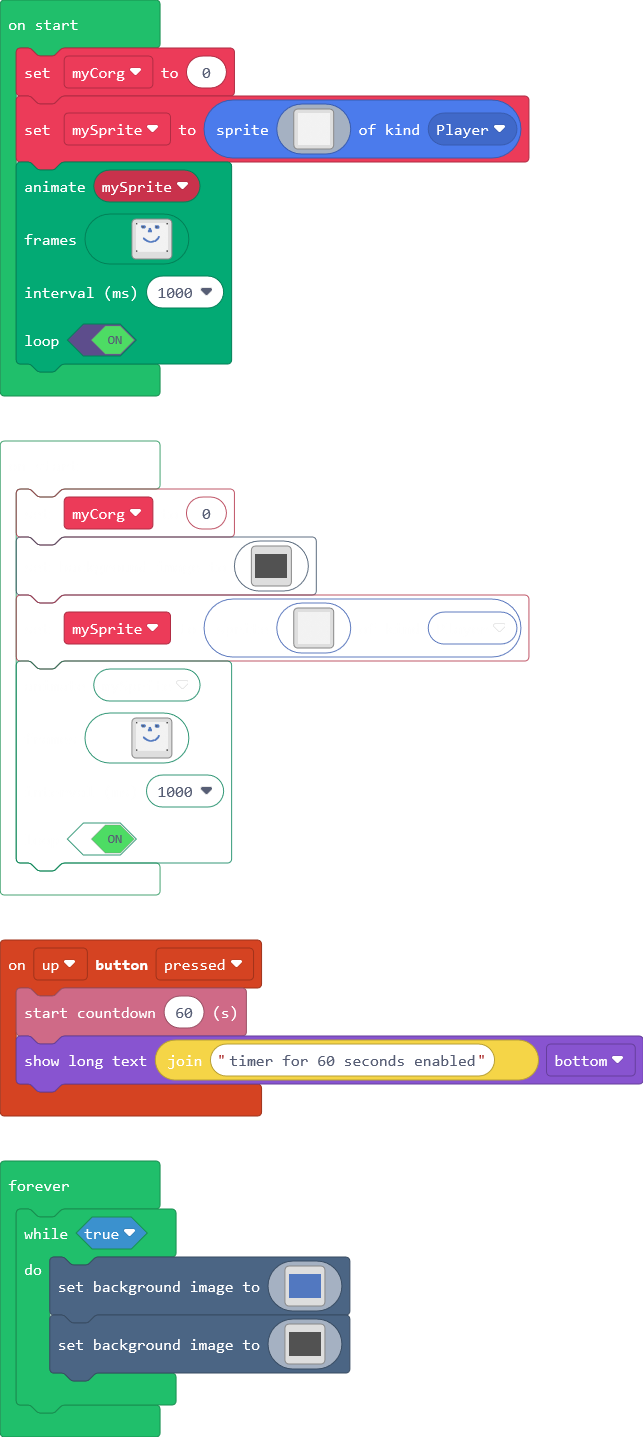 on start
set myCorg to 0
set mySprite to sprite of kind Player
animate mySprite
frames
interval (ms) 1000
loop ON
myCorg 0
mySprite
1000
ON
on up button pressed
start countdown 60 (s)
show long text join "timer for 60 seconds enabled" bottom
forever
while true
do
set background image to
set background image to